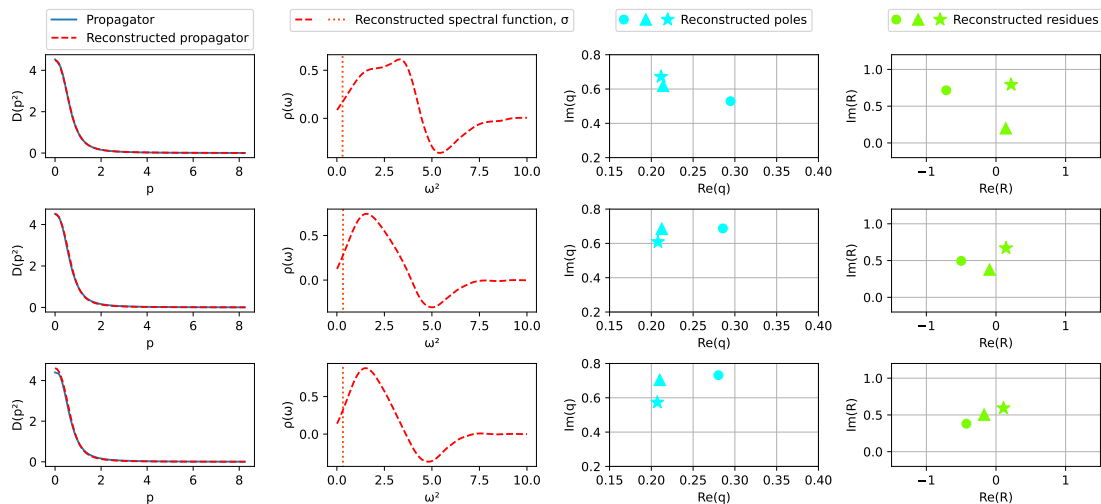 Propagator
Reconstructed propagator
Reconstructed spectral function, σ
Reconstructed poles
Reconstructed residues
D(p²)
4
2
0
0 2 4 6 8
p
ρ(ω)
0.5
0.0
0.0 2.5 5.0 7.5 10.0
ω²
Im(q)
0.8
0.6
0.4
0.2
0.15 0.20 0.25 0.30 0.35 0.40
Re(q)
Im(R)
1.0
0.5
0.0
−1 0 1
Re(R)
D(p²)
4
2
0
0 2 4 6 8
p
ρ(ω)
0.5
0.0
0.0 2.5 5.0 7.5 10.0
ω²
Im(q)
0.8
0.6
0.4
0.2
0.15 0.20 0.25 0.30 0.35 0.40
Re(q)
Im(R)
1.0
0.5
0.0
−1 0 1
Re(R)
D(p²)
4
2
0
0 2 4 6 8
p
ρ(ω)
0.5
0.0
0.0 2.5 5.0 7.5 10.0
ω²
Im(q)
0.8
0.6
0.4
0.2
0.15 0.20 0.25 0.30 0.35 0.40
Re(q)
Im(R)
1.0
0.5
0.0
−1 0 1
Re(R)